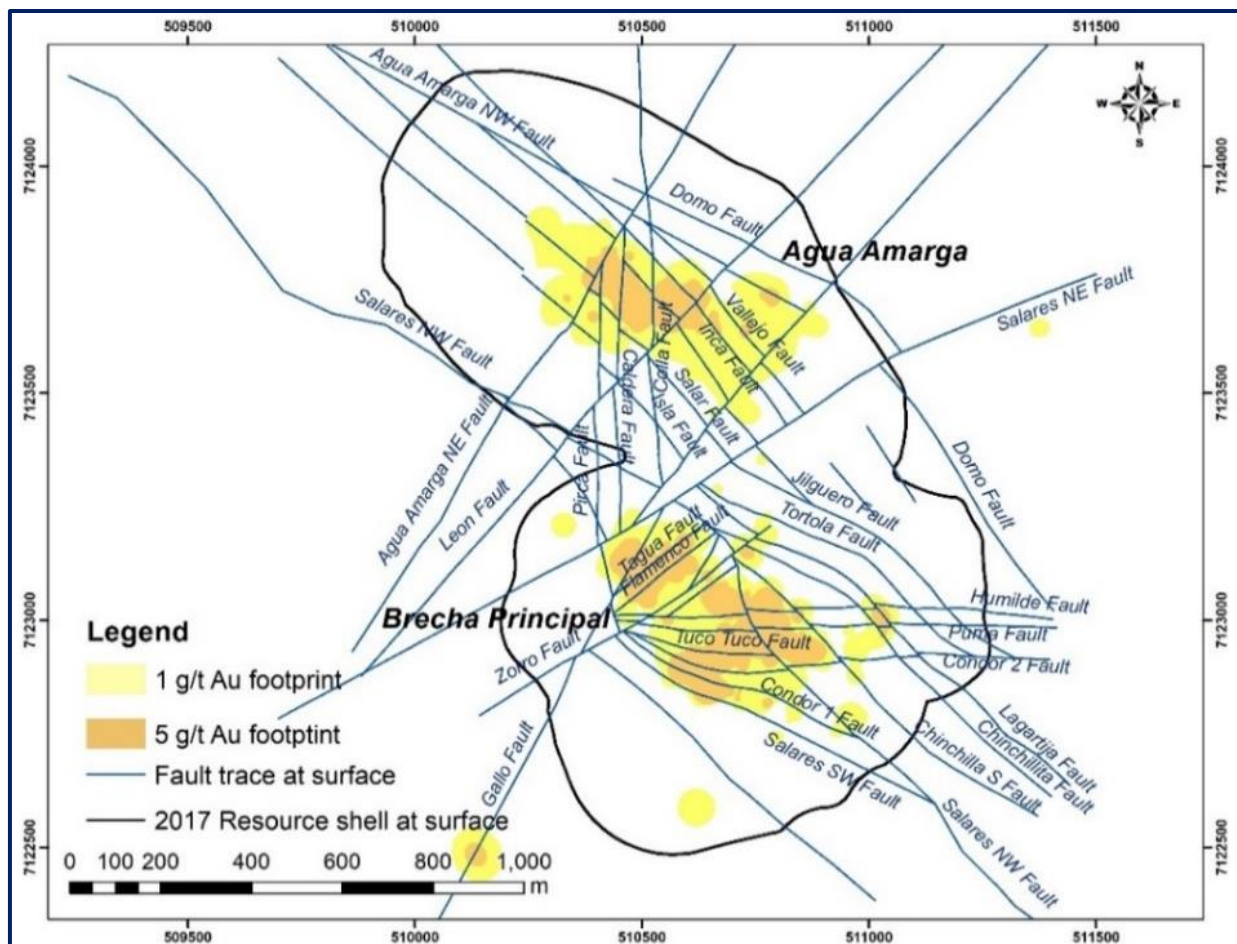 509500
510000
510500
511000
511500
7124000
7123500
7123000
7122500
7124000
7123500
7123000
7122500
N
W
E
S
Agua Amarga NW Fault
Domo Fault
Agua Amarga
Salares NE Fault
Salares NW Fault
Vallejo Fault
Inca Fault
Colla Fault
Caldera Fault
Salar Fault
Isla Fault
Pirca Fault
Agua Amarga NE Fault
Leon Fault
Domo Fault
Jilguero Fault
Tortola Fault
Tagua Fault
Flamenco Fault
Brecha Principal
Humilde Fault
Puma Fault
Tuco Tuco Fault
Condor 2 Fault
Zorro Fault
Condor 1 Fault
Lagartija Fault
Chinchillita Fault
Chinchilla S Fault
Salares SW Fault
Salares NW Fault
Gallo Fault
Legend
1 g/t Au footprint
5 g/t Au footptint
Fault trace at surface
2017 Resource shell at surface
0 100 200 400 600 800 1,000
m
509500
510000
510500
511000
511500